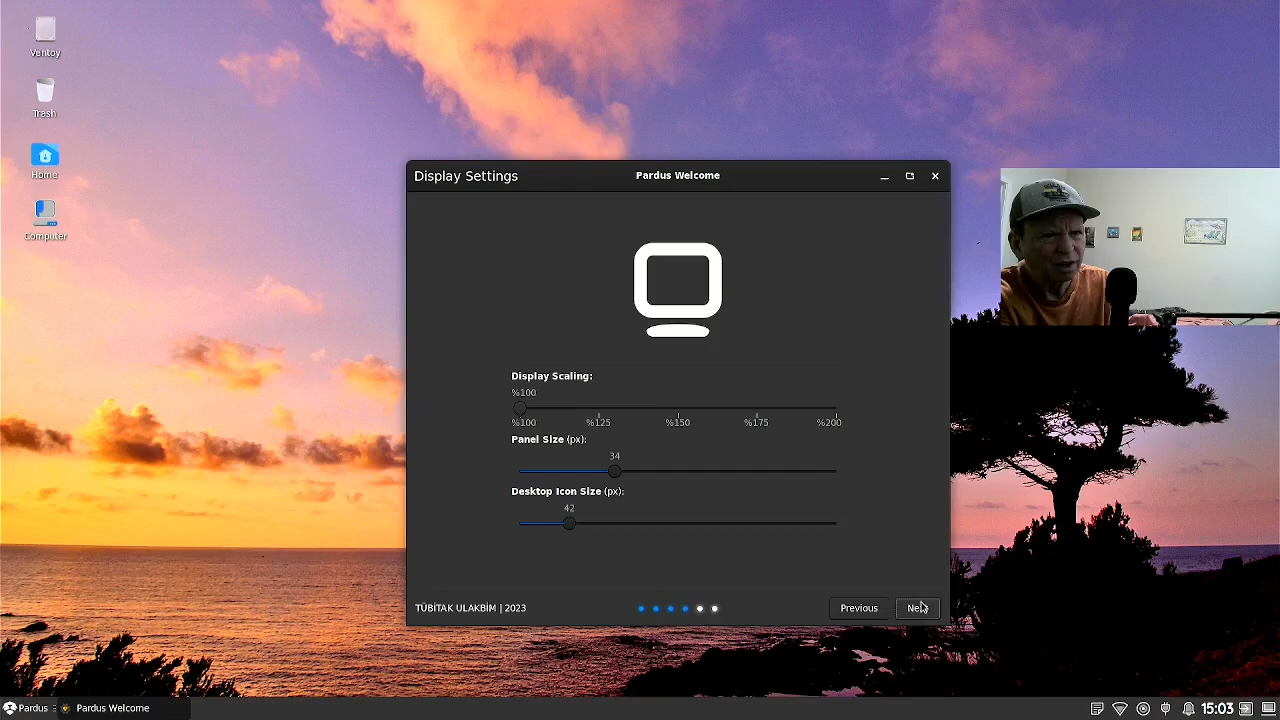 Ventoy
Trash
Home
Computer
Display Settings
Pardus Welcome
Display Scaling:
%100
%100 %125 %150 %175 %200
Panel Size (px):
34
Desktop Icon Size (px):
42
TÜBİTAK ULAKBİM | 2023
Previous
Next
Pardus
Pardus Welcome
15:03